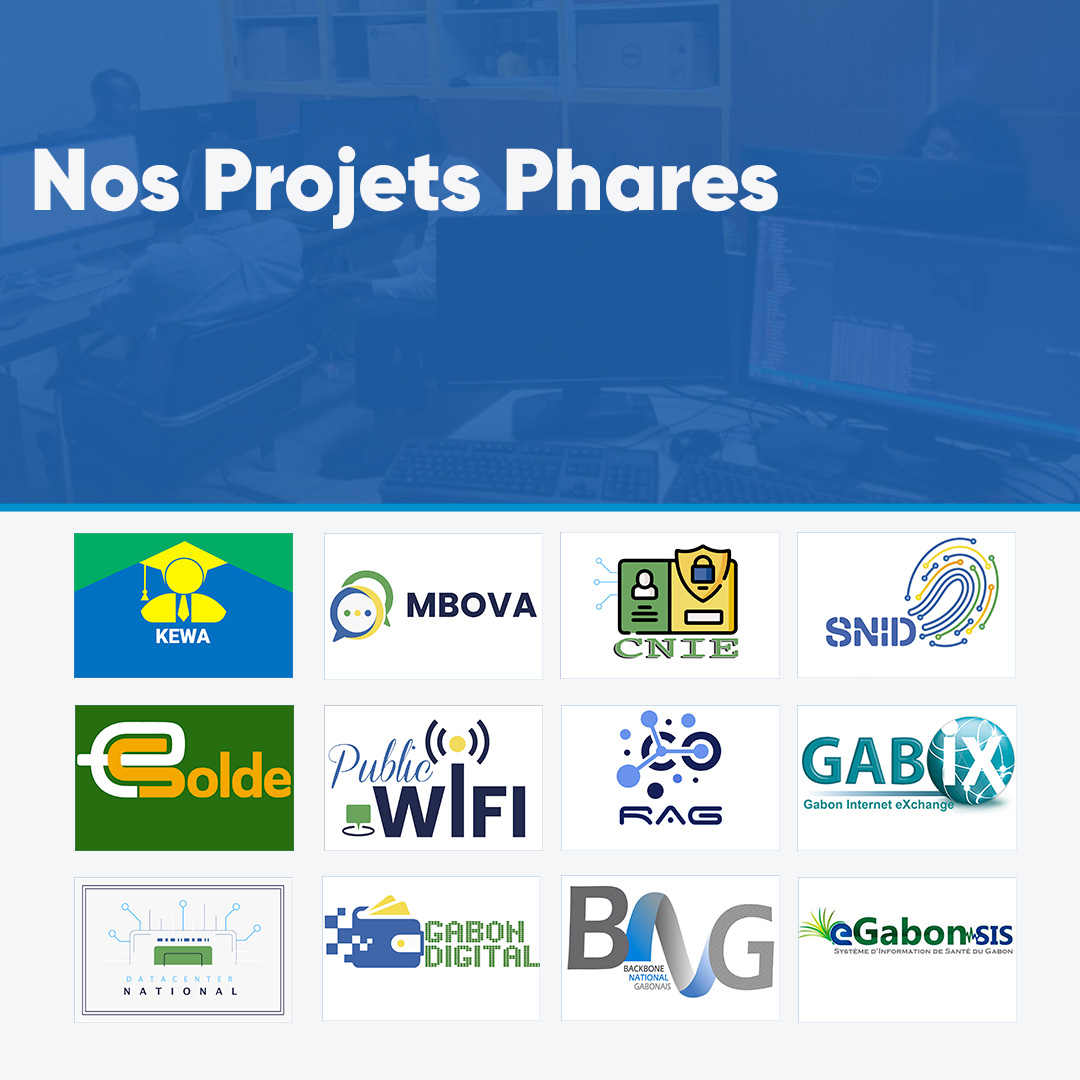 Nos Projets Phares
KEWA
MBOVA
CNIE
SNiD
eSolde
Public
WIFI
RAG
GABix
Gabon Internet eXchange
DATACENTER
NATIONAL
GABON
DIGITAL
BNG
BACKBONE
NATIONAL
GABONAIS
eGabon SIS
SYSTÈME D'INFORMATION DE SANTÉ DU GABON